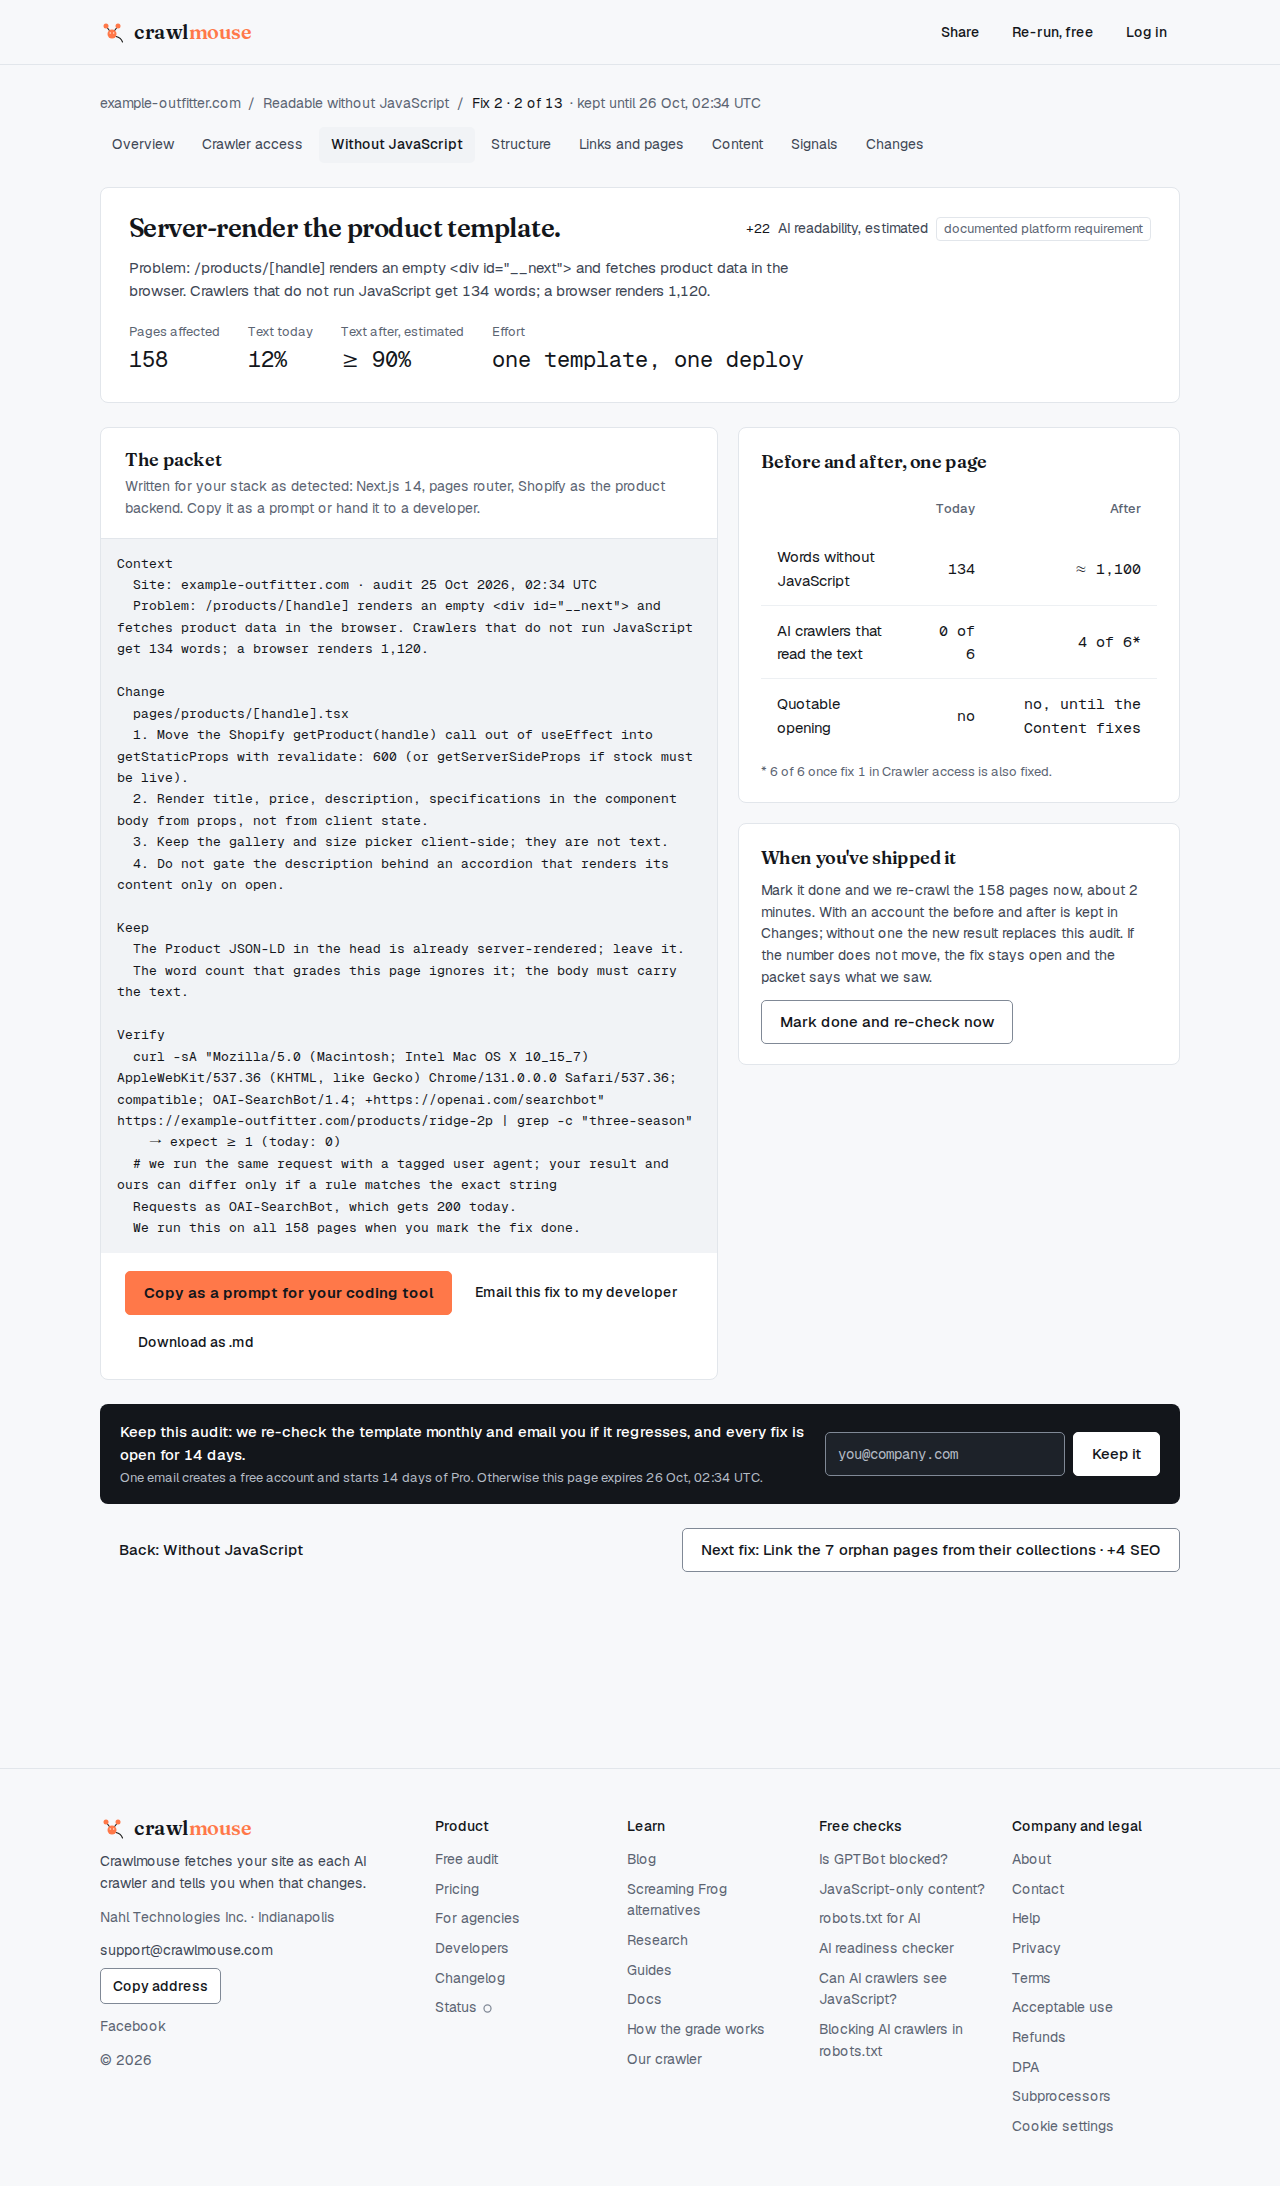 crawlmouse
Share
Re-run, free
Log in
example-outfitter.com / Readable without JavaScript / Fix 2 · 2 of 13 · kept until 26 Oct, 02:34 UTC
Overview
Crawler access
Without JavaScript
Structure
Links and pages
Content
Signals
Changes
Server-render the product template.
+22 AI readability, estimated
documented platform requirement
Problem: /products/[handle] renders an empty <div id="__next"> and fetches product data in the
browser. Crawlers that do not run JavaScript get 134 words; a browser renders 1,120.
Pages affected
158
Text today
12%
Text after, estimated
≥ 90%
Effort
one template, one deploy
The packet
Written for your stack as detected: Next.js 14, pages router, Shopify as the product
backend. Copy it as a prompt or hand it to a developer.
Context
Site: example-outfitter.com · audit 25 Oct 2026, 02:34 UTC
Problem: /products/[handle] renders an empty <div id="__next"> and
fetches product data in the browser. Crawlers that do not run JavaScript
get 134 words; a browser renders 1,120.
Change
pages/products/[handle].tsx
1. Move the Shopify getProduct(handle) call out of useEffect into
getStaticProps with revalidate: 600 (or getServerSideProps if stock must
be live).
2. Render title, price, description, specifications in the component
body from props, not from client state.
3. Keep the gallery and size picker client-side; they are not text.
4. Do not gate the description behind an accordion that renders its
content only on open.
Keep
The Product JSON-LD in the head is already server-rendered; leave it.
The word count that grades this page ignores it; the body must carry
the text.
Verify
curl -sA "Mozilla/5.0 (Macintosh; Intel Mac OS X 10_15_7)
AppleWebKit/537.36 (KHTML, like Gecko) Chrome/131.0.0.0 Safari/537.36;
compatible; OAI-SearchBot/1.4; +https://openai.com/searchbot"
https://example-outfitter.com/products/ridge-2p | grep -c "three-season"
→ expect ≥ 1 (today: 0)
# we run the same request with a tagged user agent; your result and
ours can differ only if a rule matches the exact string
Requests as OAI-SearchBot, which gets 200 today.
We run this on all 158 pages when you mark the fix done.
Copy as a prompt for your coding tool
Email this fix to my developer
Download as .md
Before and after, one page
Today
After
Words without
JavaScript
134
≈ 1,100
AI crawlers that
read the text
0 of
6
4 of 6*
Quotable
opening
no
no, until the
Content fixes
* 6 of 6 once fix 1 in Crawler access is also fixed.
When you've shipped it
Mark it done and we re-crawl the 158 pages now, about 2
minutes. With an account the before and after is kept in
Changes; without one the new result replaces this audit. If
the number does not move, the fix stays open and the
packet says what we saw.
Mark done and re-check now
Keep this audit: we re-check the template monthly and email you if it regresses, and every fix is
open for 14 days.
One email creates a free account and starts 14 days of Pro. Otherwise this page expires 26 Oct, 02:34 UTC.
you@company.com
Keep it
Back: Without JavaScript
Next fix: Link the 7 orphan pages from their collections · +4 SEO
crawlmouse
Crawlmouse fetches your site as each AI
crawler and tells you when that changes.
Nahl Technologies Inc. · Indianapolis
support@crawlmouse.com
Copy address
Facebook
© 2026
Product
Free audit
Pricing
For agencies
Developers
Changelog
Status
Learn
Blog
Screaming Frog
alternatives
Research
Guides
Docs
How the grade works
Our crawler
Free checks
Is GPTBot blocked?
JavaScript-only content?
robots.txt for AI
AI readiness checker
Can AI crawlers see
JavaScript?
Blocking AI crawlers in
robots.txt
Company and legal
About
Contact
Help
Privacy
Terms
Acceptable use
Refunds
DPA
Subprocessors
Cookie settings